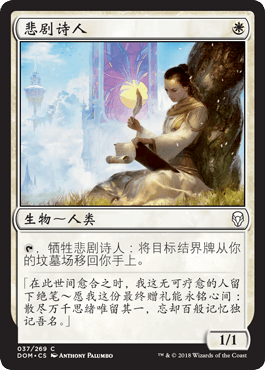 悲剧诗人
生物～人类
，牺牲悲剧诗人：将目标结界牌从你
的坟墓场移回你手上。
「在此世间愈合之时，我这无可疗愈的人留
下绝笔～愿我这份最终赠礼能永铭心间：
散尽万千思绪唯留其一，忘却百般记忆独
记吾名。」
1/1
037/269 C
DOM • CS Anthony Palumbo
™ & © 2018 Wizards of the Coast